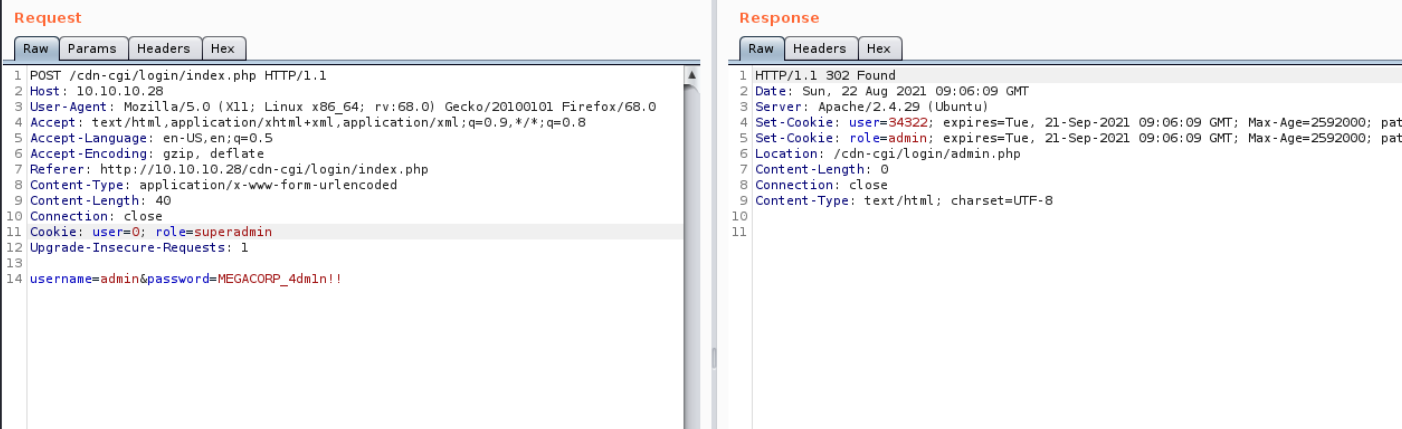 Request
Raw Params Headers Hex
1 POST /cdn-cgi/login/index.php HTTP/1.1
2 Host: 10.10.10.28
3 User-Agent: Mozilla/5.0 (X11; Linux x86_64; rv:68.0) Gecko/20100101 Firefox/68.0
4 Accept: text/html,application/xhtml+xml,application/xml;q=0.9,*/*;q=0.8
5 Accept-Language: en-US,en;q=0.5
6 Accept-Encoding: gzip, deflate
7 Referer: http://10.10.10.28/cdn-cgi/login/index.php
8 Content-Type: application/x-www-form-urlencoded
9 Content-Length: 40
10 Connection: close
11 Cookie: user=0; role=superadmin
12 Upgrade-Insecure-Requests: 1
13
14 username=admin&password=MEGACORP_4dm1n!!
Response
Raw Headers Hex
1 HTTP/1.1 302 Found
2 Date: Sun, 22 Aug 2021 09:06:09 GMT
3 Server: Apache/2.4.29 (Ubuntu)
4 Set-Cookie: user=34322; expires=Tue, 21-Sep-2021 09:06:09 GMT; Max-Age=2592000; pat
5 Set-Cookie: role=admin; expires=Tue, 21-Sep-2021 09:06:09 GMT; Max-Age=2592000; pat
6 Location: /cdn-cgi/login/admin.php
7 Content-Length: 0
8 Connection: close
9 Content-Type: text/html; charset=UTF-8
10
11